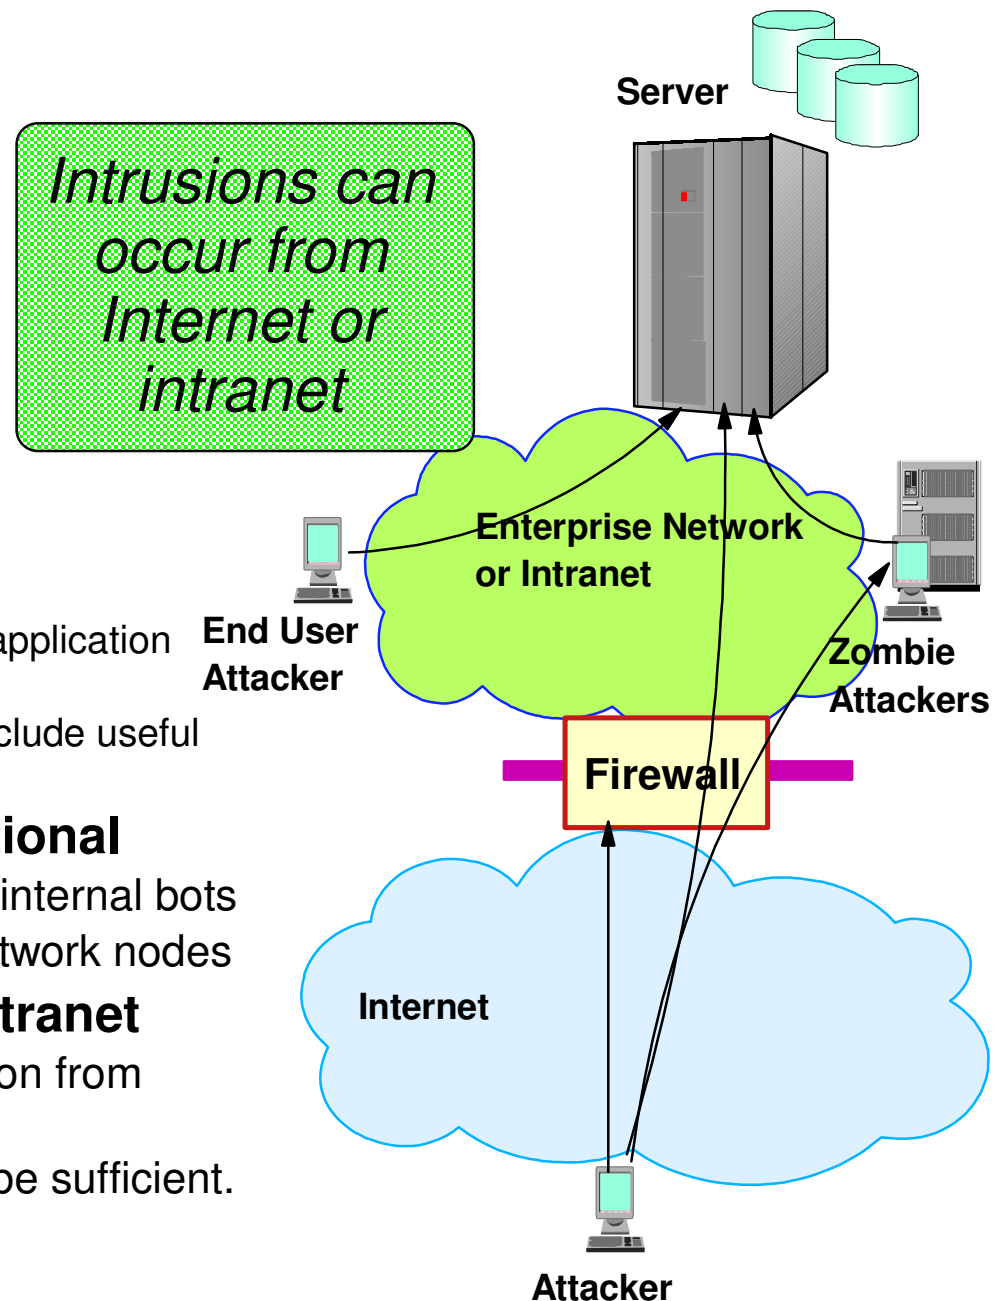 Server
Intrusions can
occur from
Internet or
intranet
Enterprise Network
or Intranet
application
End User
Attacker
Zombie
Attackers
clude useful
Firewall
tional
internal bots
twork nodes
Internet
tranet
on from
be sufficient.
Attacker